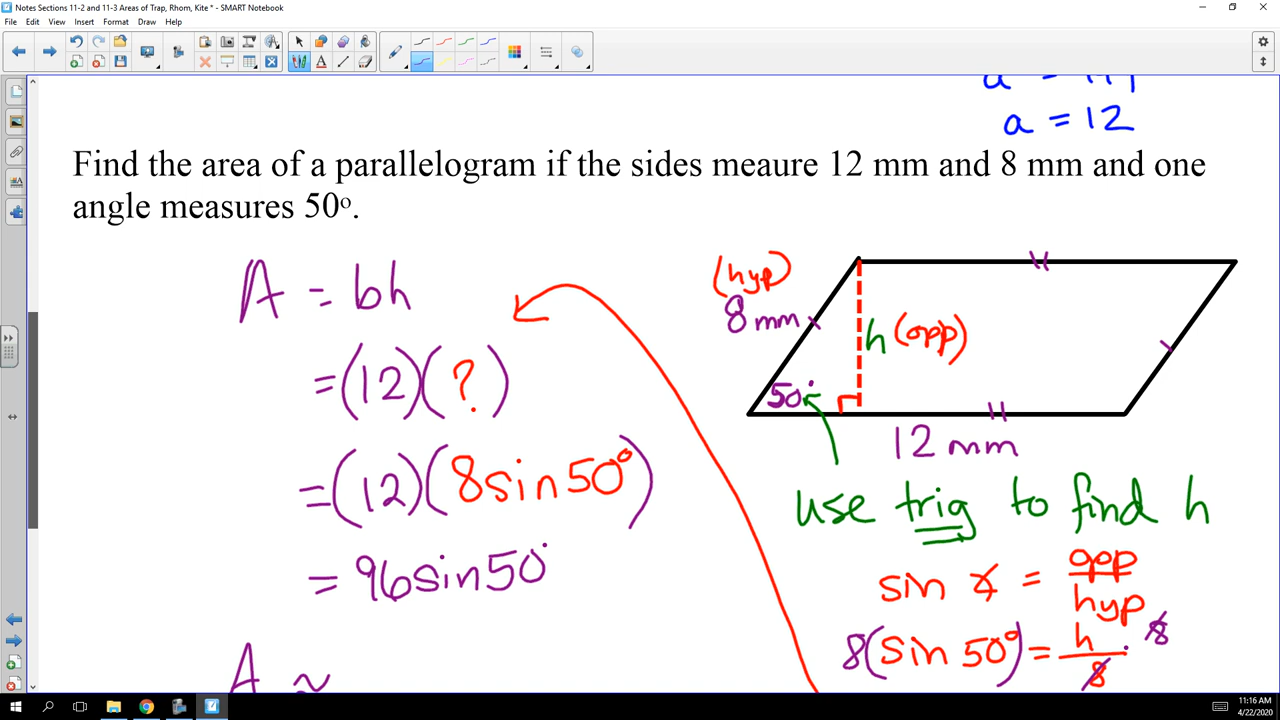 Notes Sections 11-2 and 11-3 Areas of Trap, Rhom, Kite * - SMART Notebook
File Edit View Insert Format Draw Help
a = 12
Find the area of a parallelogram if the sides meaure 12 mm and 8 mm and one
angle measures 50°.
A = bh
= (12)(?)
= (12)(8sin50°)
= 96sin50°
A ≈
(hyp)
8 mm
h (opp)
50°
12 mm
use trig to find h
sin ∡ = opp/hyp
8(sin 50°) = h/8 · 8
11:16 AM
4/22/2020